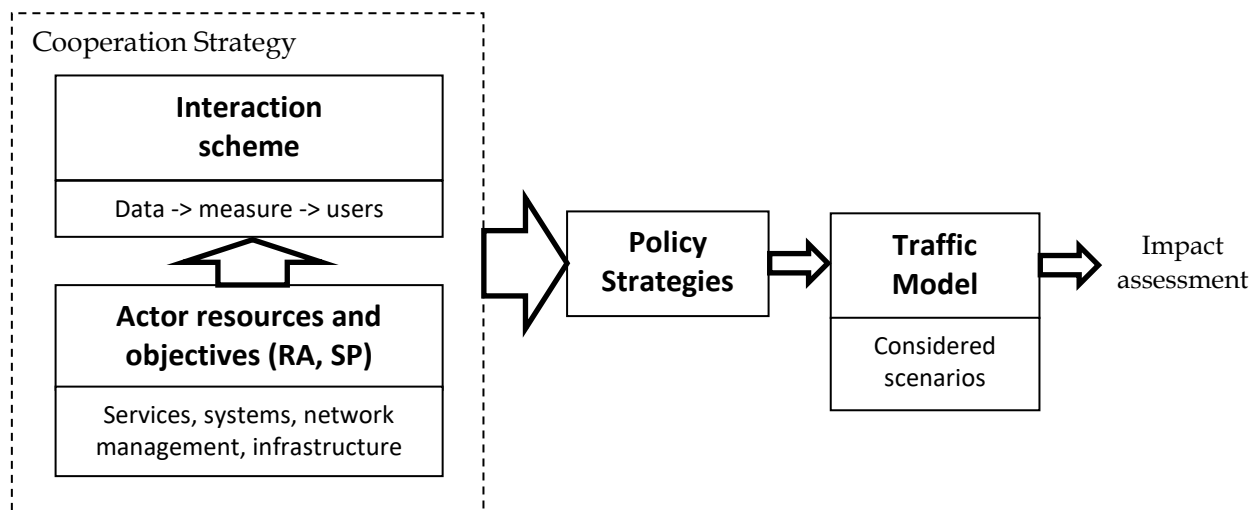 Cooperation Strategy
Interaction
scheme
Data -> measure -> users
Actor resources and
objectives (RA, SP)
Services, systems, network
management, infrastructure
Policy
Strategies
Traffic
Model
Considered
scenarios
Impact
assessment